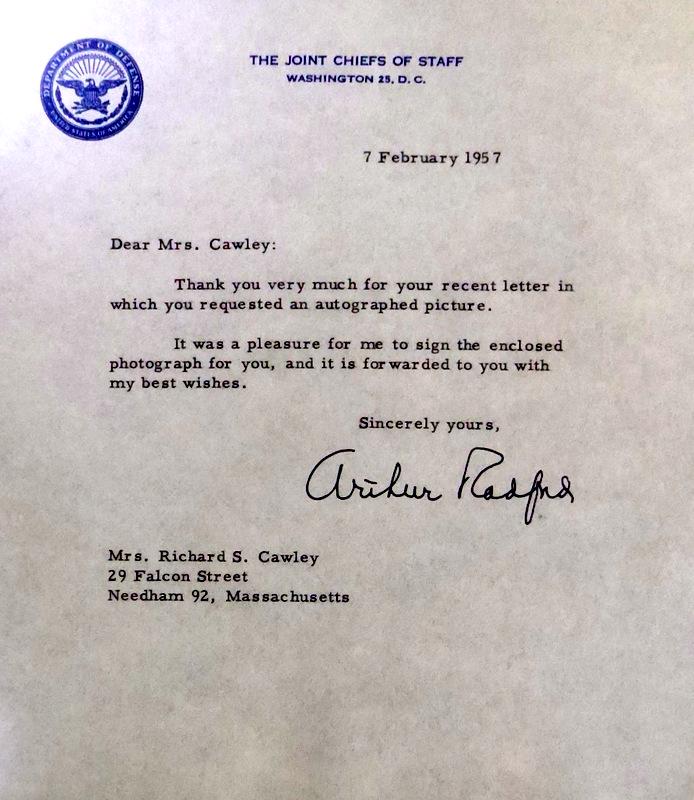 DEPARTMENT OF DEFENSE
UNITED STATES OF AMERICA
THE JOINT CHIEFS OF STAFF
WASHINGTON 25, D. C.
7 February 1957
Dear Mrs. Cawley:
Thank you very much for your recent letter in
which you requested an autographed picture.
It was a pleasure for me to sign the enclosed
photograph for you, and it is forwarded to you with
my best wishes.
Sincerely yours,
Arthur Radford
Mrs. Richard S. Cawley
29 Falcon Street
Needham 92, Massachusetts